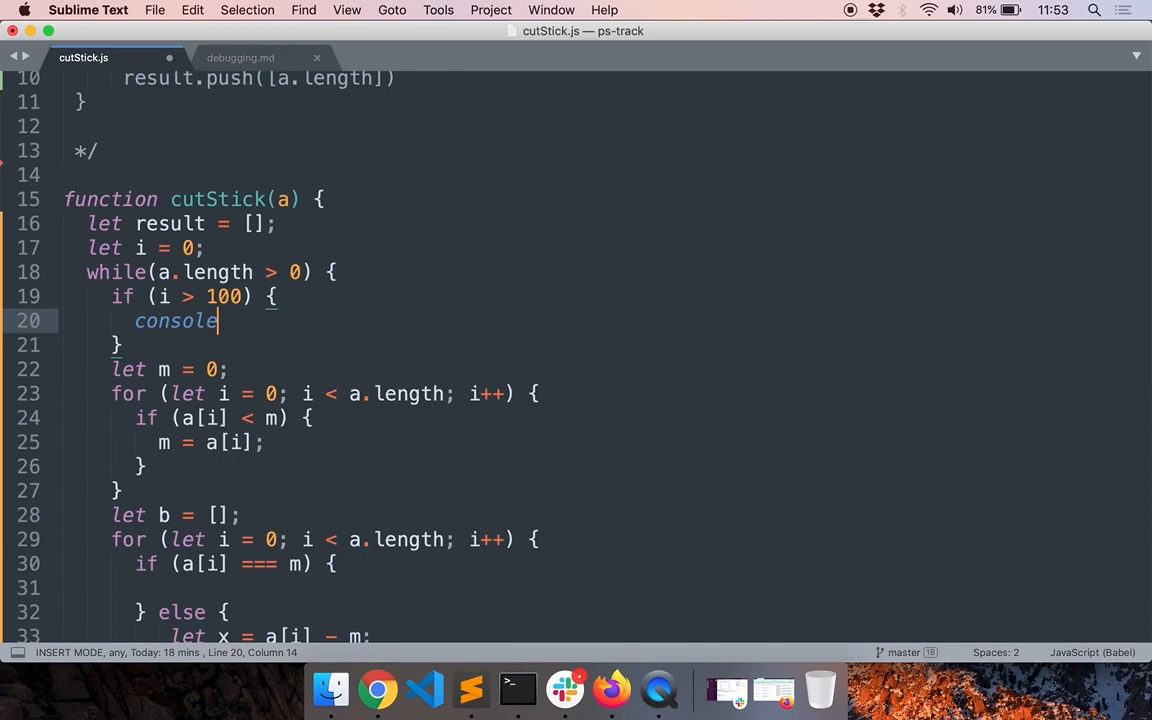 Sublime Text File Edit Selection Find View Goto Tools Project Window Help 81% 11:53
cutStick.js — ps-track
cutStick.js debugging.md
10 result.push([a.length])
11 }
12
13 */
14
15 function cutStick(a) {
16 let result = [];
17 let i = 0;
18 while(a.length > 0) {
19 if (i > 100) {
20 console
21 }
22 let m = 0;
23 for (let i = 0; i < a.length; i++) {
24 if (a[i] < m) {
25 m = a[i];
26 }
27 }
28 let b = [];
29 for (let i = 0; i < a.length; i++) {
30 if (a[i] === m) {
31
32 } else {
33 let x = a[i] - m;
INSERT MODE, any, Today: 18 mins , Line 20, Column 14 master 18 Spaces: 2 JavaScript (Babel)